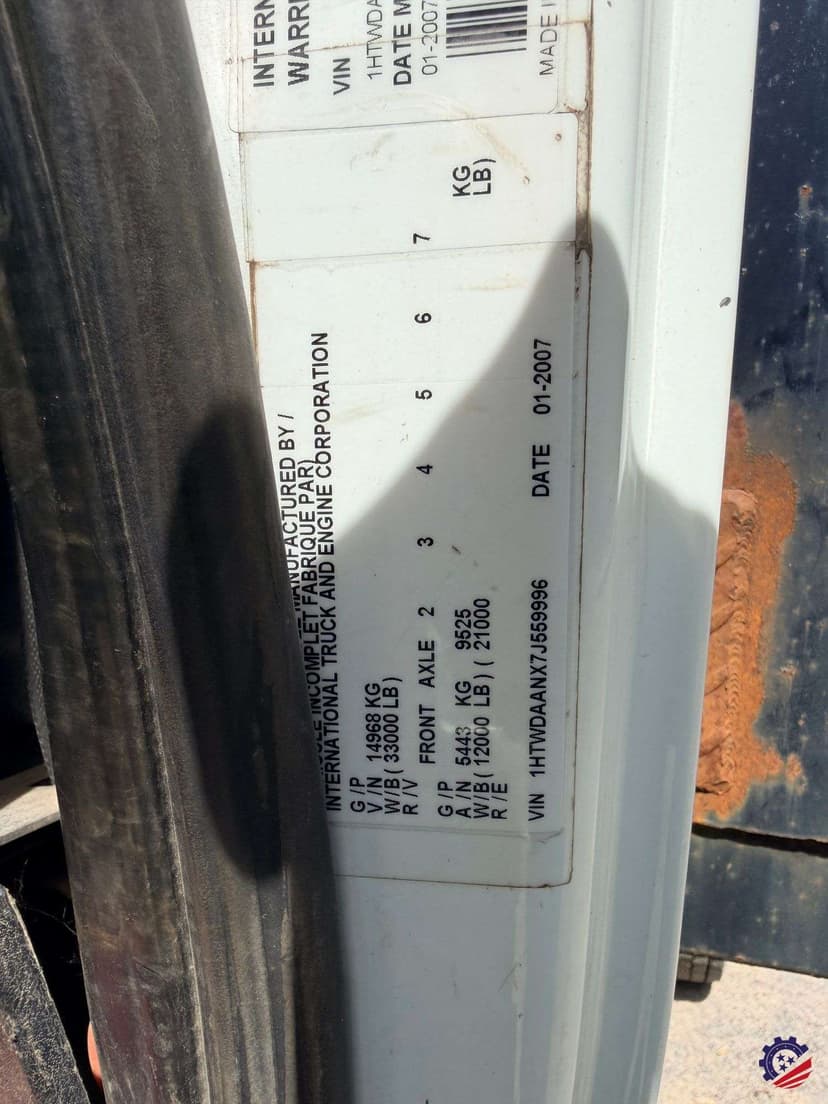 INTERN
WARR
VIN
1HTWDA
DATE M
01-2007
MADE I
MANUFACTURED BY /
INCOMPLET FABRIQUE PAR)
INTERNATIONAL TRUCK AND ENGINE CORPORATION
G/P
V/N 14968 KG
W/B ( 33000 LB )
R/V
FRONT AXLE 2 3 4 5 6 7
G/P
A/N 5443 KG 9525 KG
W/B ( 12000 LB ) ( 21000 LB )
R/E
VIN 1HTWDAANX7J559996 DATE 01-2007